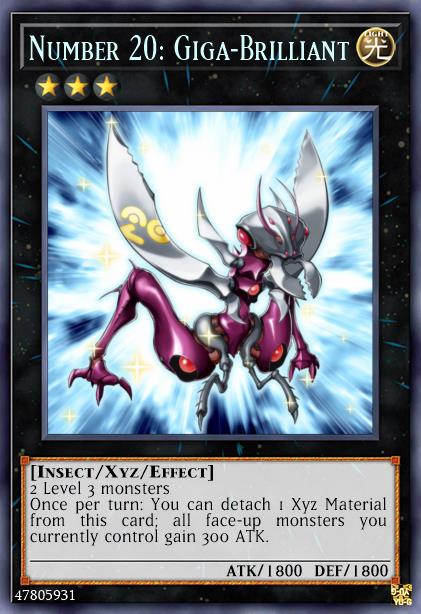 Number 20: Giga-Brilliant
LIGHT
光
20
[Insect/Xyz/Effect]
2 Level 3 monsters
Once per turn: You can detach 1 Xyz Material
from this card; all face-up monsters you
currently control gain 300 ATK.
ATK/1800 DEF/1800
47805931